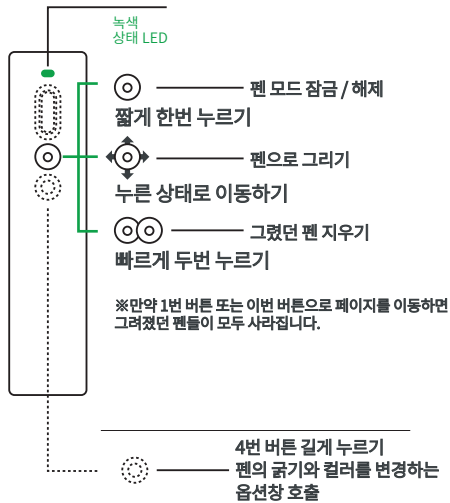 녹색
상태 LED
펜 모드 잠금 / 해제
짧게 한번 누르기
펜으로 그리기
누른 상태로 이동하기
그렸던 펜 지우기
빠르게 두번 누르기
※만약 1번 버튼 또는 이번 버튼으로 페이지를 이동하면
그려졌던 펜들이 모두 사라집니다.
4번 버튼 길게 누르기
펜의 굵기와 컬러를 변경하는
옵션창 호출